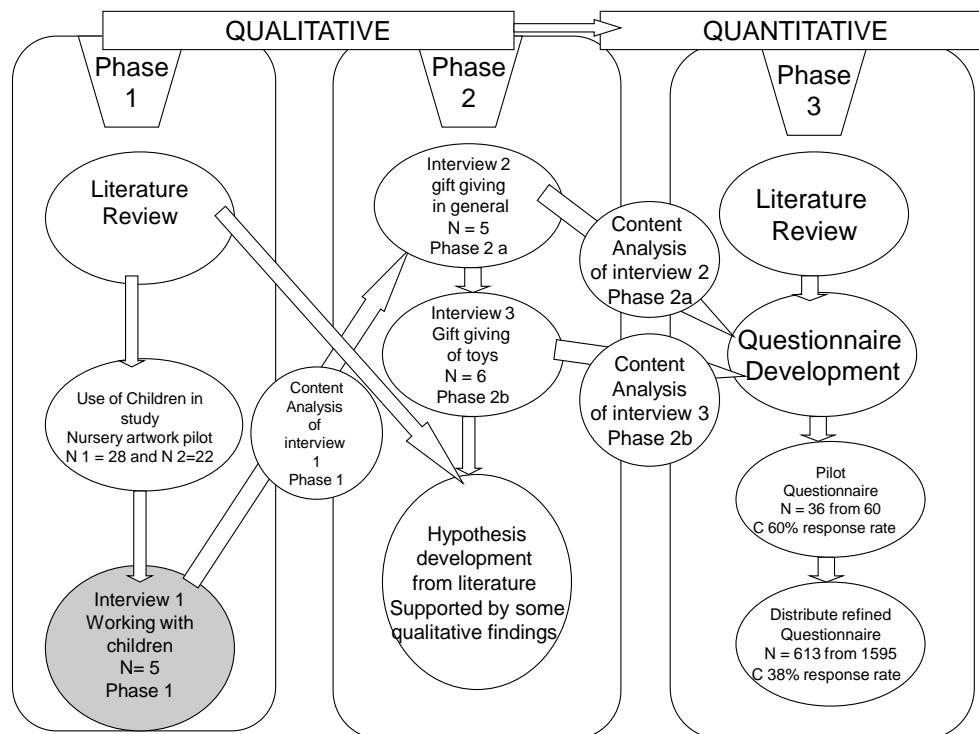 QUALITATIVE
QUANTITATIVE
Phase
1
Literature
Review
Use of Children in
study
Nursery artwork pilot
N 1 = 28 and N 2=22
Interview 1
Working with
children
N= 5
Phase 1
Content
Analysis
of
interview
1
Phase 1
Phase
2
Interview 2
gift giving
in general
N = 5
Phase 2 a
Interview 3
Gift giving
of toys
N = 6
Phase 2b
Hypothesis
development
from literature
Supported by some
qualitative findings
Content
Analysis
of interview 2
Phase 2a
Content
Analysis
of interview 3
Phase 2b
Phase
3
Literature
Review
Questionnaire
Development
Pilot
Questionnaire
N = 36 from 60
C 60% response rate
Distribute refined
Questionnaire
N = 613 from 1595
C 38% response rate